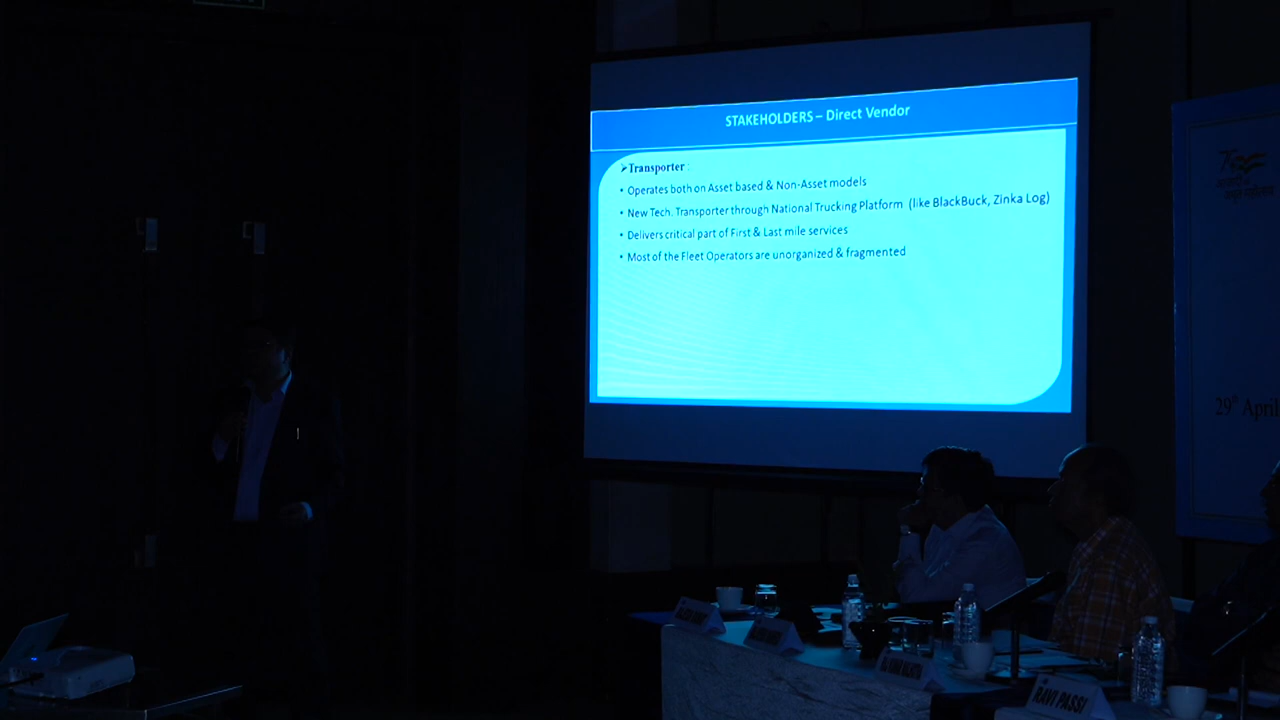 STAKEHOLDERS – Direct Vendor
➢Transporter :
• Operates both on Asset based & Non-Asset models
• New Tech. Transporter through National Trucking Platform (like BlackBuck, Zinka Log)
• Delivers critical part of First & Last mile services
• Most of the Fleet Operators are unorganized & fragmented
29th April
RAVI PASSI